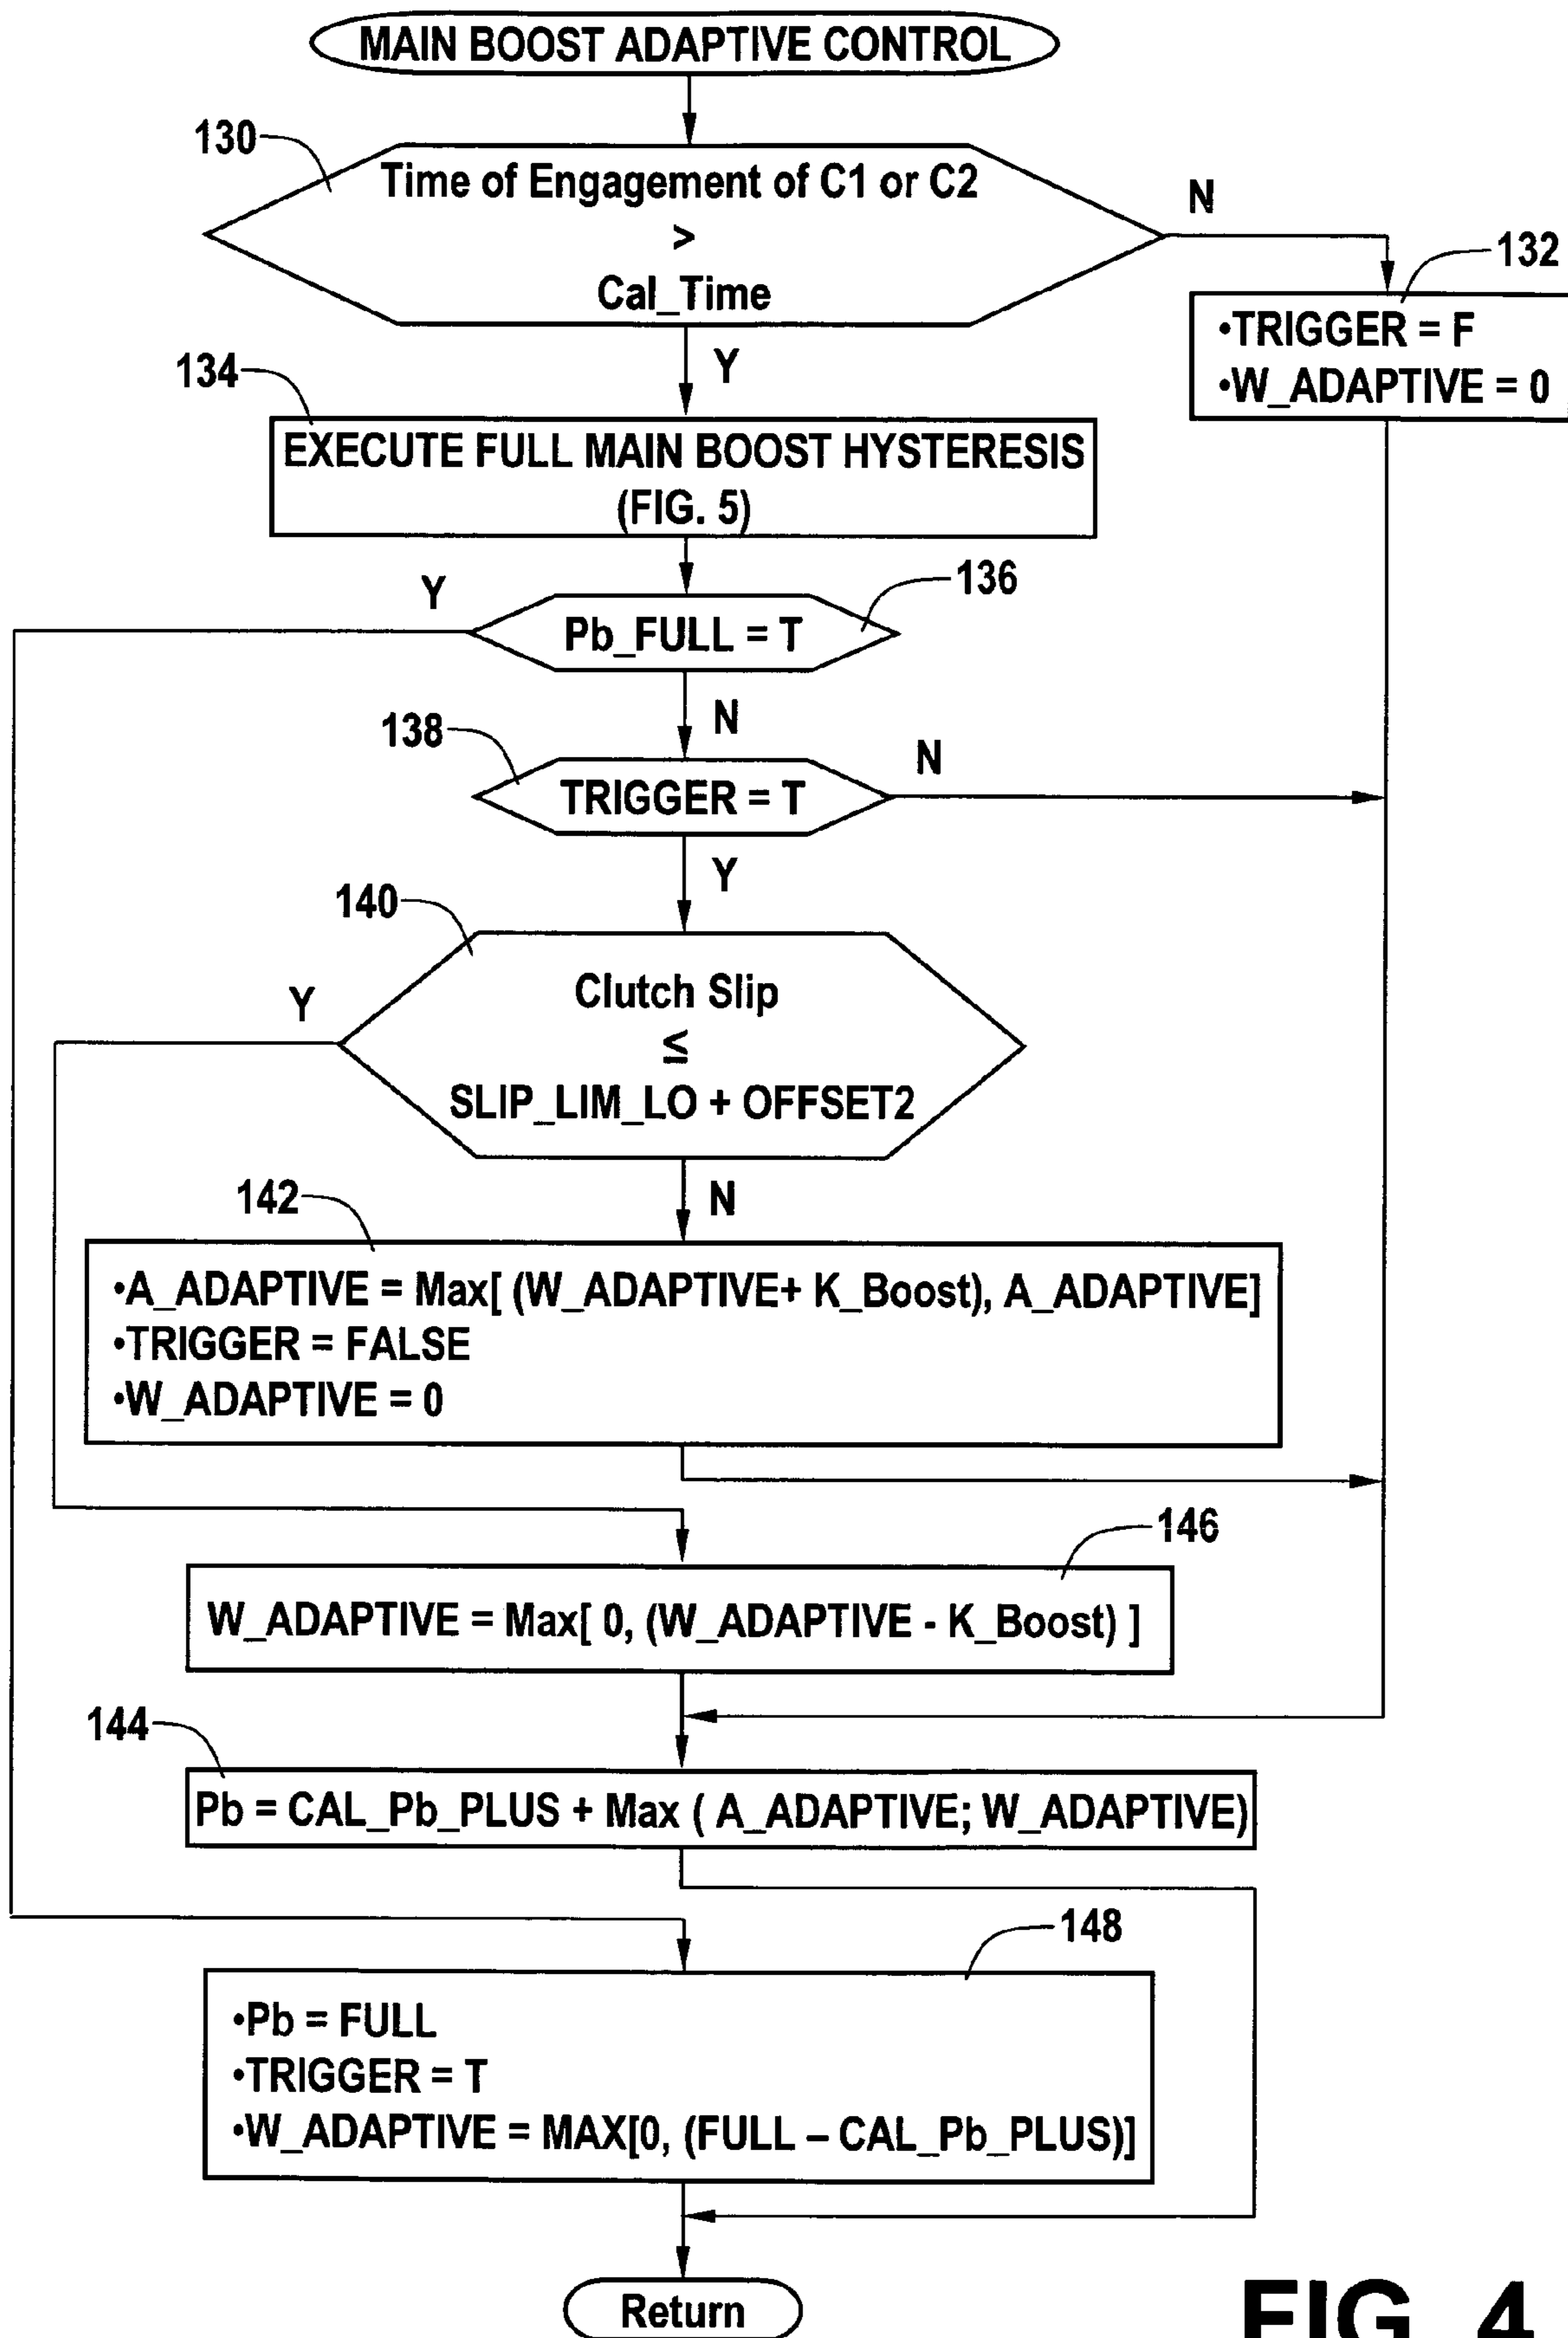 MAIN BOOST ADAPTIVE CONTROL
130
Time of Engagement of C1 or C2
>
Cal_Time
N
132
•TRIGGER = F
•W_ADAPTIVE = 0
Y
134
EXECUTE FULL MAIN BOOST HYSTERESIS
(FIG. 5)
Y
136
Pb_FULL = T
N
138
N
TRIGGER = T
Y
140
Y
Clutch Slip
≤
SLIP_LIM_LO + OFFSET2
N
142
•A_ADAPTIVE = Max[ (W_ADAPTIVE+ K_Boost), A_ADAPTIVE]
•TRIGGER = FALSE
•W_ADAPTIVE = 0
146
W_ADAPTIVE = Max[ 0, (W_ADAPTIVE - K_Boost) ]
144
Pb = CAL_Pb_PLUS + Max ( A_ADAPTIVE; W_ADAPTIVE)
148
•Pb = FULL
•TRIGGER = T
•W_ADAPTIVE = MAX[0, (FULL – CAL_Pb_PLUS)]
Return
FIG. 4